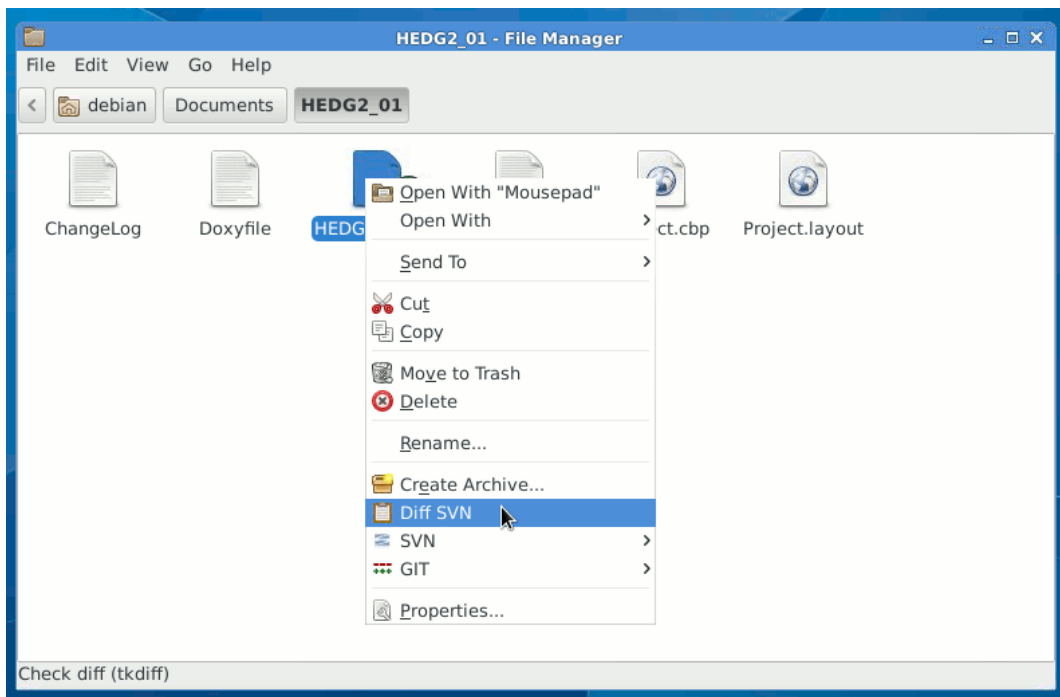 HEDG2_01 - File Manager
File Edit View Go Help
debian Documents HEDG2_01
ChangeLog Doxyfile HEDG ct.cbp Project.layout
Open With "Mousepad"
Open With
Send To
Cut
Copy
Move to Trash
Delete
Rename...
Create Archive...
Diff SVN
SVN
GIT
Properties...
Check diff (tkdiff)